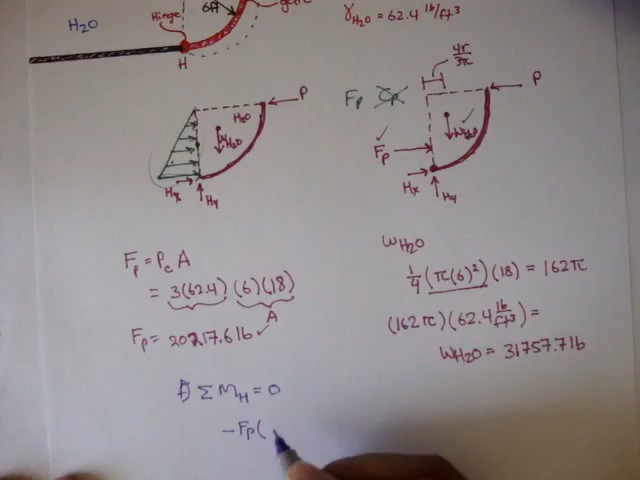 6ft
γH₂O = 62.4 lb/ft³
Hinge
H₂O
H
4r/3π
P
H₂O
WH₂O
Hx
Hy
Fp
P
WH₂O
Fp
Hx
Hy
Fp = Pc A
= 3(62.4) (6)(18)
A
Fp = 20217.6 lb ✓
WH₂O
1/4 (π(6)²)(18) = 162π
(162π)(62.4 lb/ft³) =
WH₂O = 31757.7 lb
Σ MH = 0
-Fp(